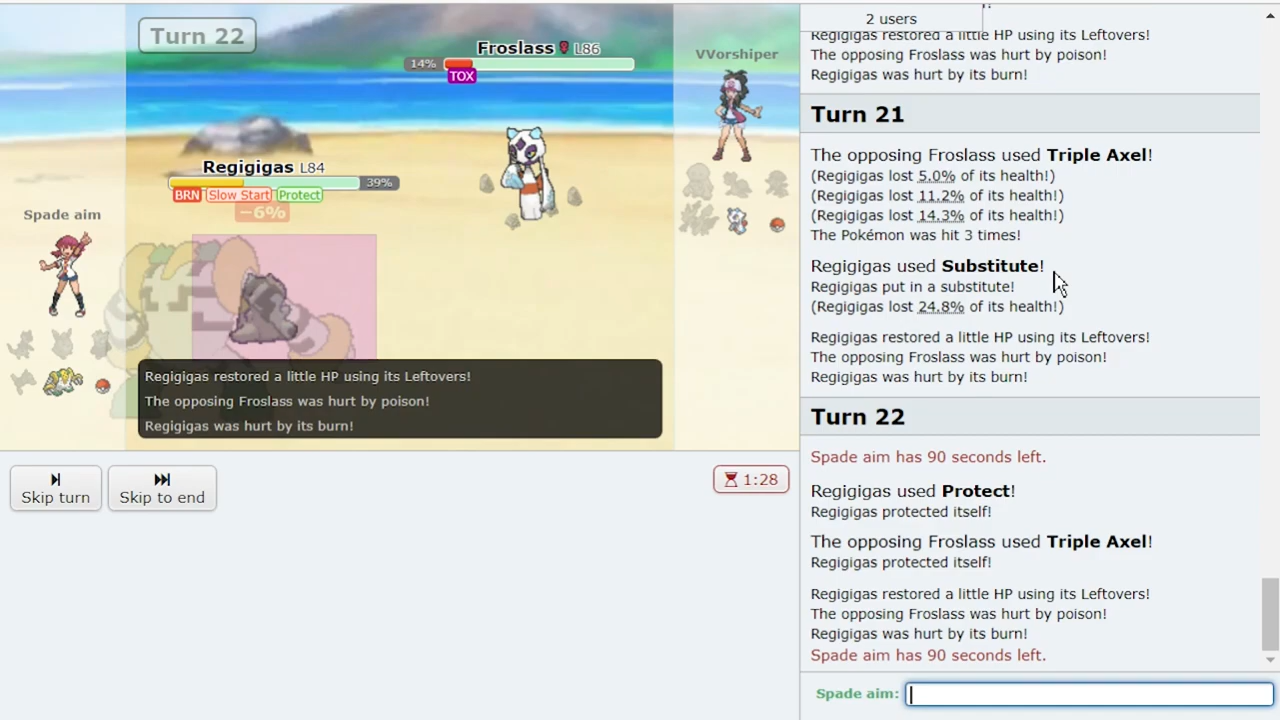 Turn 22
Froslass L86
14%
TOX
VVorshiper
Regigigas L84
39%
BRN Slow Start Protect
−6%
Spade aim
Regigigas restored a little HP using its Leftovers!
The opposing Froslass was hurt by poison!
Regigigas was hurt by its burn!
Skip turn
Skip to end
1:28
2 users
Regigigas restored a little HP using its Leftovers!
The opposing Froslass was hurt by poison!
Regigigas was hurt by its burn!
Turn 21
The opposing Froslass used Triple Axel!
(Regigigas lost 5.0% of its health!)
(Regigigas lost 11.2% of its health!)
(Regigigas lost 14.3% of its health!)
The Pokémon was hit 3 times!
Regigigas used Substitute!
Regigigas put in a substitute!
(Regigigas lost 24.8% of its health!)
Regigigas restored a little HP using its Leftovers!
The opposing Froslass was hurt by poison!
Regigigas was hurt by its burn!
Turn 22
Spade aim has 90 seconds left.
Regigigas used Protect!
Regigigas protected itself!
The opposing Froslass used Triple Axel!
Regigigas protected itself!
Regigigas restored a little HP using its Leftovers!
The opposing Froslass was hurt by poison!
Regigigas was hurt by its burn!
Spade aim has 90 seconds left.
Spade aim: